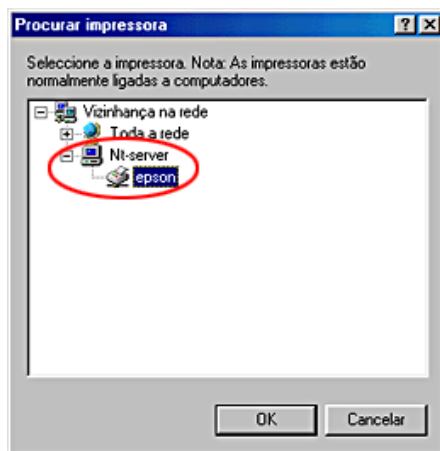 Procurar impressora
Seleccione a impressora. Nota: As impressoras estão
normalmente ligadas a computadores.
Vizinhança na rede
Toda a rede
Nt-server
epson
OK
Cancelar